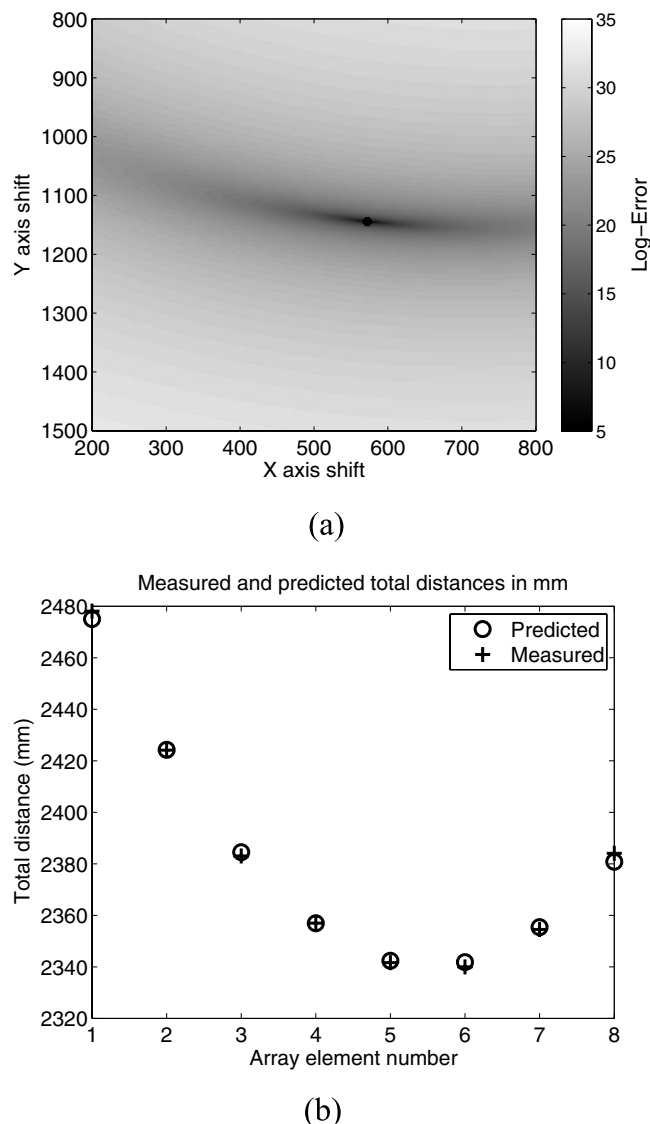 800
900
1000
1100
1200
1300
1400
1500
Y axis shift
200 300 400 500 600 700 800
X axis shift
35
30
25
20
15
10
5
Log−Error
(a)
Measured and predicted total distances in mm
2480
2460
2440
2420
2400
2380
2360
2340
2320
Total distance (mm)
Predicted
Measured
1 2 3 4 5 6 7 8
Array element number
(b)